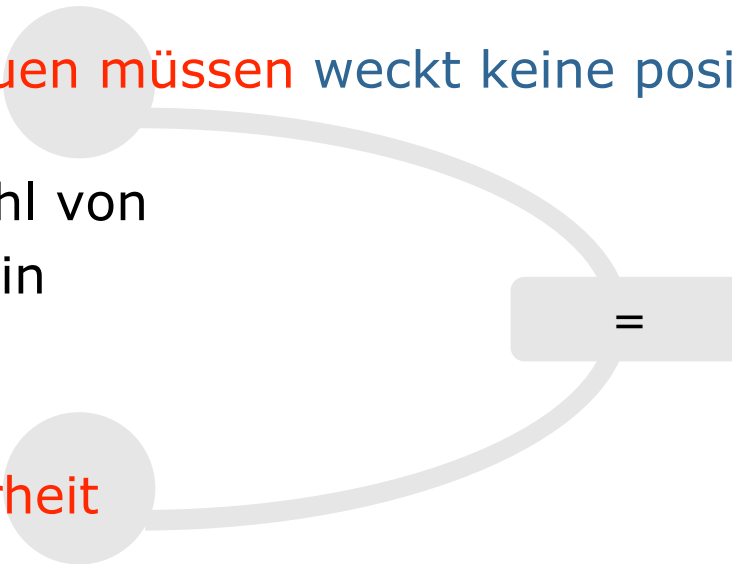 uen müssen weckt keine posi
hl von
in
=
rheit